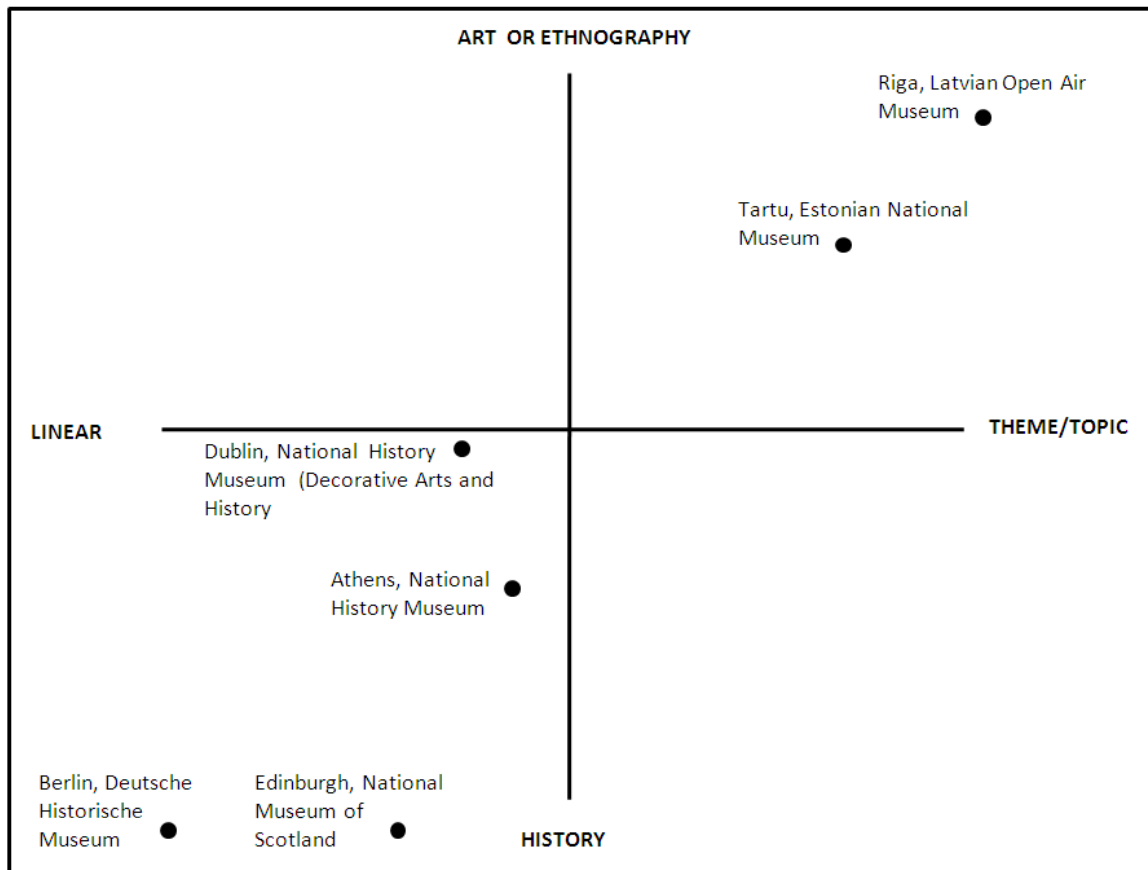 ART OR ETHNOGRAPHY
Riga, Latvian Open Air
Museum
Tartu, Estonian National
Museum
LINEAR
THEME/TOPIC
Dublin, National History
Museum (Decorative Arts and
History
Athens, National
History Museum
Berlin, Deutsche
Historische
Museum
Edinburgh, National
Museum of
Scotland
HISTORY